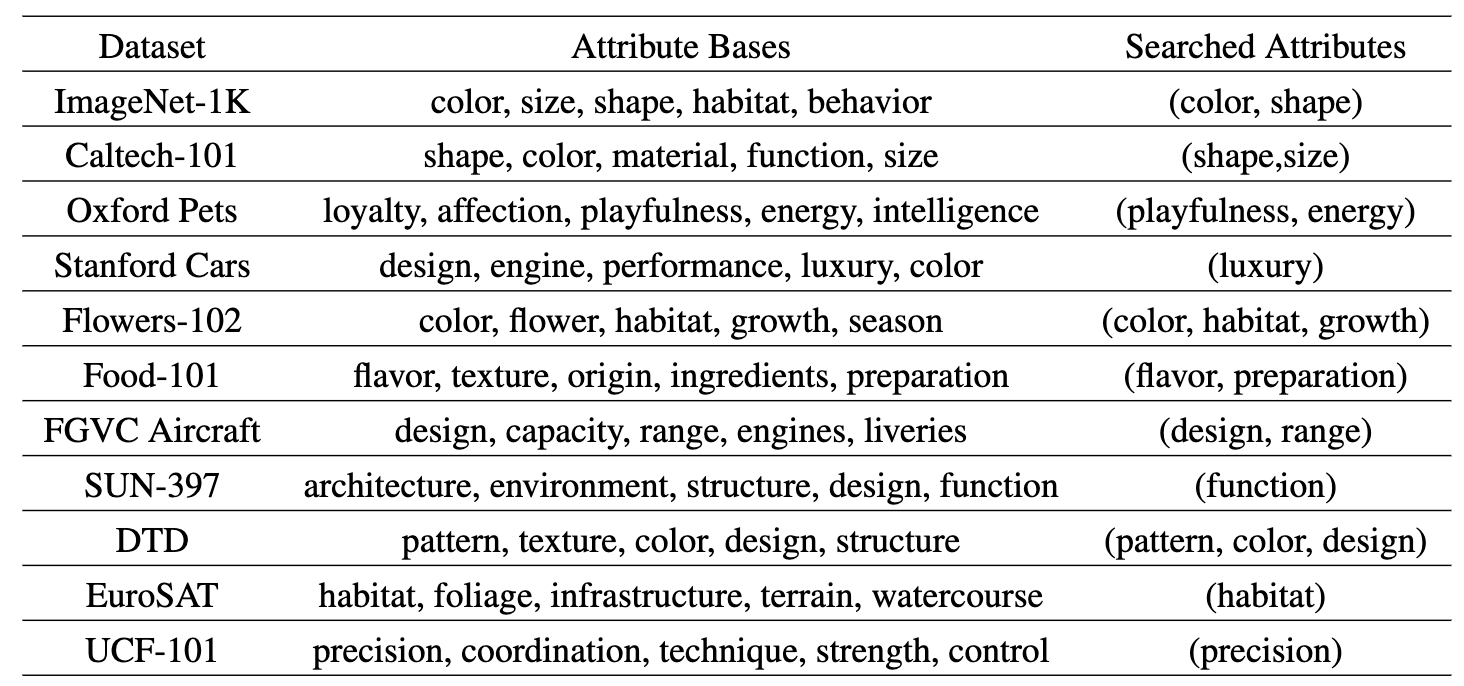 Dataset Attribute Bases Searched Attributes
ImageNet-1K color, size, shape, habitat, behavior (color, shape)
Caltech-101 shape, color, material, function, size (shape,size)
Oxford Pets loyalty, affection, playfulness, energy, intelligence (playfulness, energy)
Stanford Cars design, engine, performance, luxury, color (luxury)
Flowers-102 color, flower, habitat, growth, season (color, habitat, growth)
Food-101 flavor, texture, origin, ingredients, preparation (flavor, preparation)
FGVC Aircraft design, capacity, range, engines, liveries (design, range)
SUN-397 architecture, environment, structure, design, function (function)
DTD pattern, texture, color, design, structure (pattern, color, design)
EuroSAT habitat, foliage, infrastructure, terrain, watercourse (habitat)
UCF-101 precision, coordination, technique, strength, control (precision)